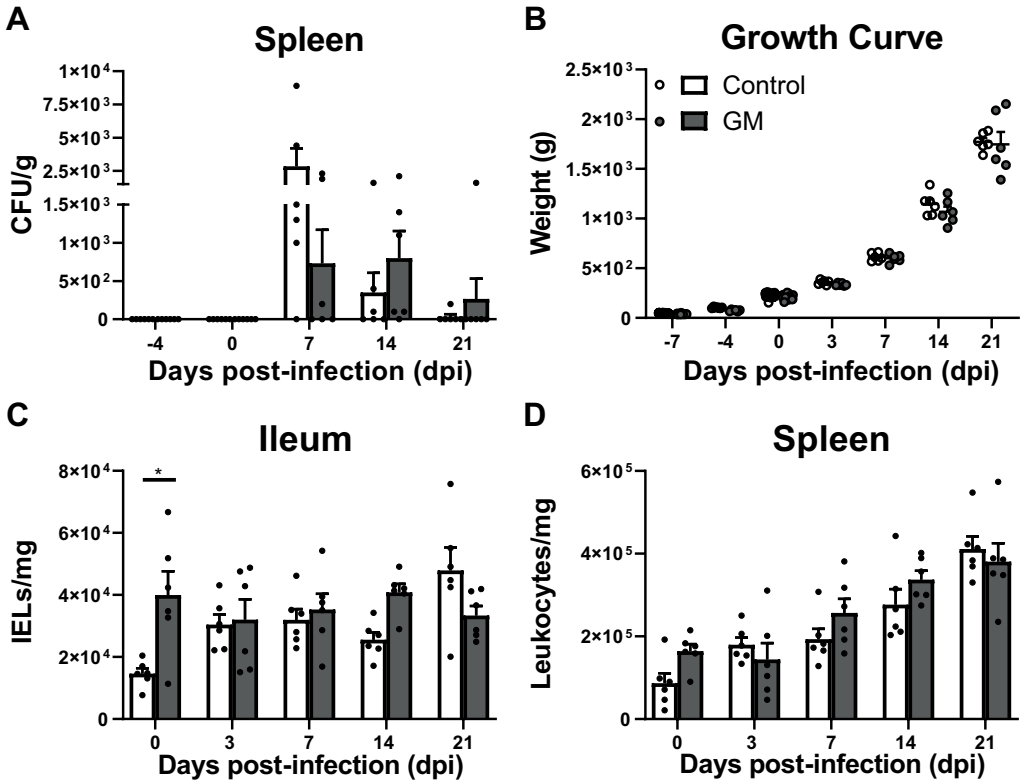 A
Spleen
CFU/g
1×10⁴
7.5×10³
5×10³
2.5×10³
1.5×10³
1×10³
5×10²
0
-4 0 7 14 21
Days post-infection (dpi)
B
Growth Curve
Weight (g)
2.5×10³
2×10³
1.5×10³
1×10³
5×10²
0
Control
GM
-7 -4 0 3 7 14 21
Days post-infection (dpi)
C
Ileum
IELs/mg
8×10⁴
6×10⁴
4×10⁴
2×10⁴
0
*
0 3 7 14 21
Days post-infection (dpi)
D
Spleen
Leukocytes/mg
6×10⁵
4×10⁵
2×10⁵
0
0 3 7 14 21
Days post-infection (dpi)